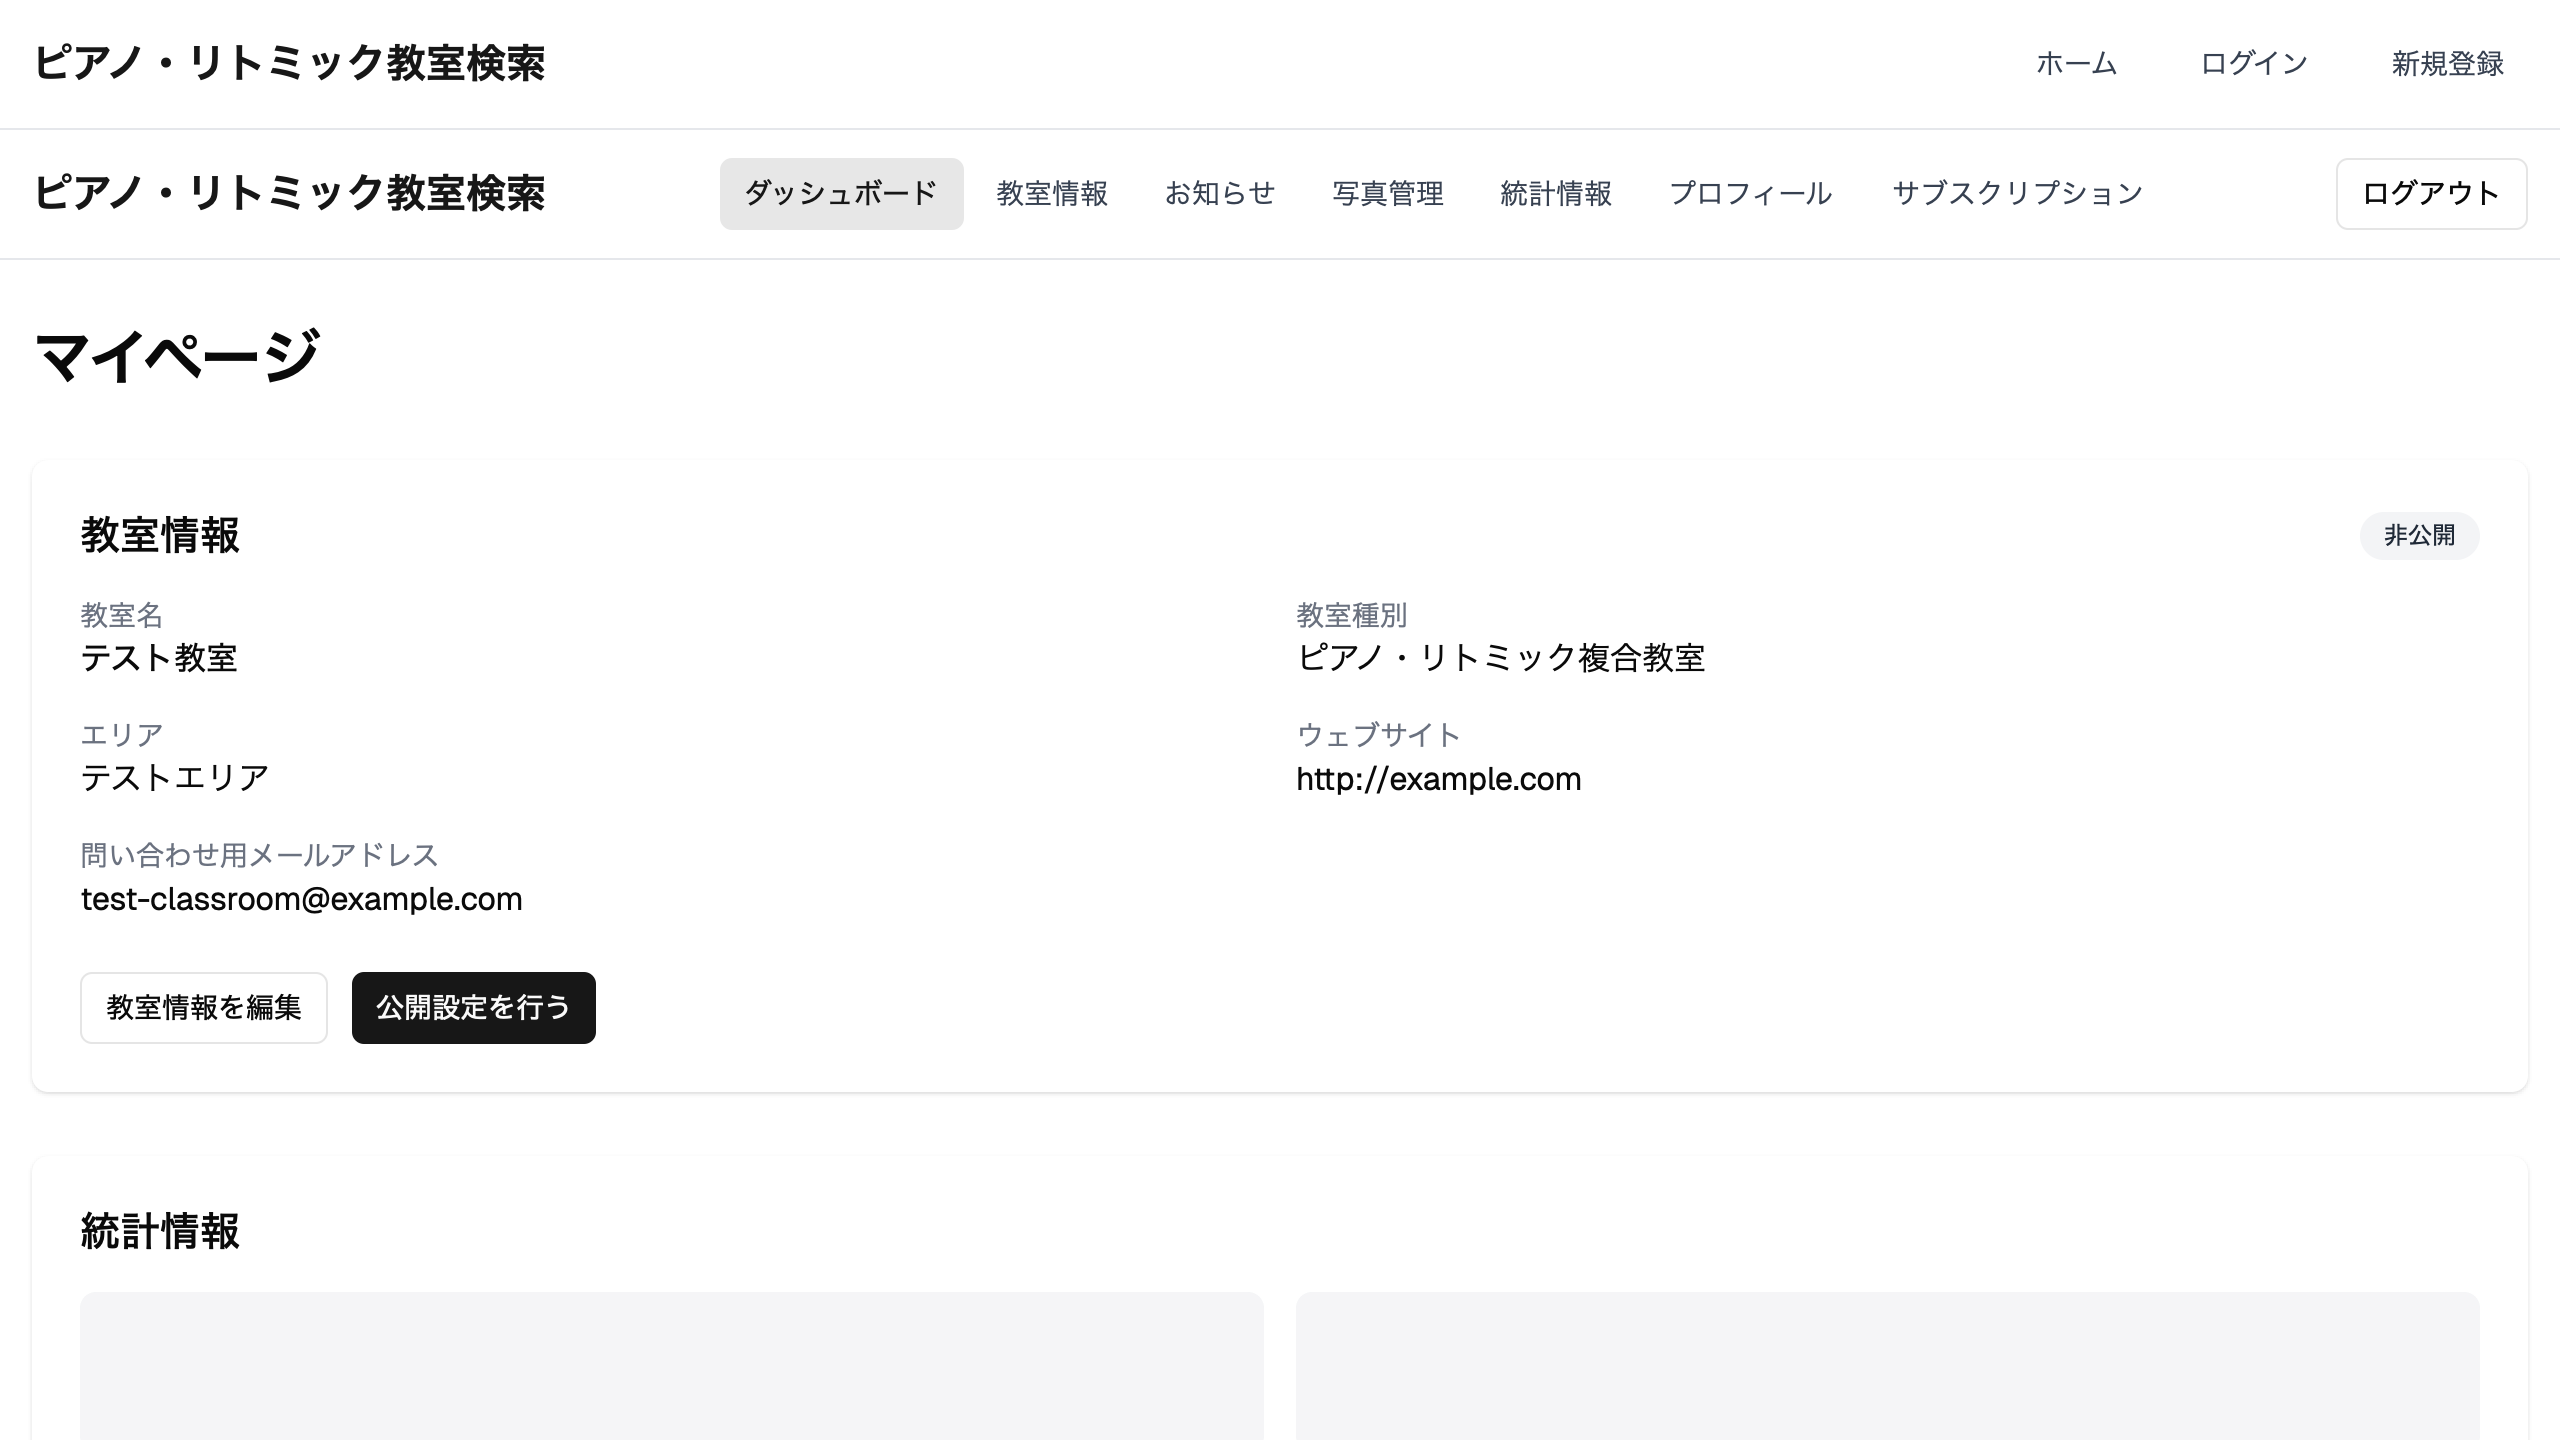 ピアノ・リトミック教室検索
ホーム ログイン 新規登録
ピアノ・リトミック教室検索
ダッシュボード 教室情報 お知らせ 写真管理 統計情報 プロフィール サブスクリプション ログアウト
マイページ
教室情報
非公開
教室名
テスト教室
教室種別
ピアノ・リトミック複合教室
エリア
テストエリア
ウェブサイト
http://example.com
問い合わせ用メールアドレス
test-classroom@example.com
教室情報を編集
公開設定を行う
統計情報